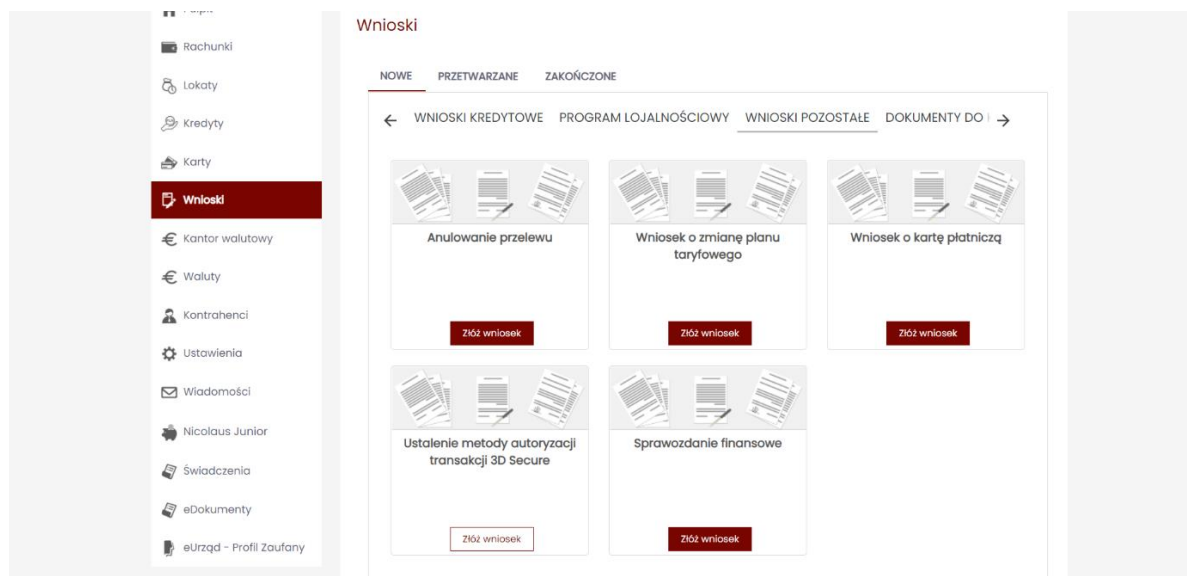 Rachunki
Lokaty
Kredyty
Karty
Wnioski
Kantor walutowy
Waluty
Kontrahenci
Ustawienia
Wiadomości
Nicolaus Junior
Świadczenia
eDokumenty
eUrząd - Profil Zaufany
Wnioski
NOWE PRZETWARZANE ZAKOŃCZONE
WNIOSKI KREDYTOWE PROGRAM LOJALNOŚCIOWY WNIOSKI POZOSTAŁE DOKUMENTY DO
Anulowanie przelewu
Złóż wniosek
Wniosek o zmianę planu
taryfowego
Złóż wniosek
Wniosek o kartę płatniczą
Złóż wniosek
Ustalenie metody autoryzacji
transakcji 3D Secure
Złóż wniosek
Sprawozdanie finansowe
Złóż wniosek